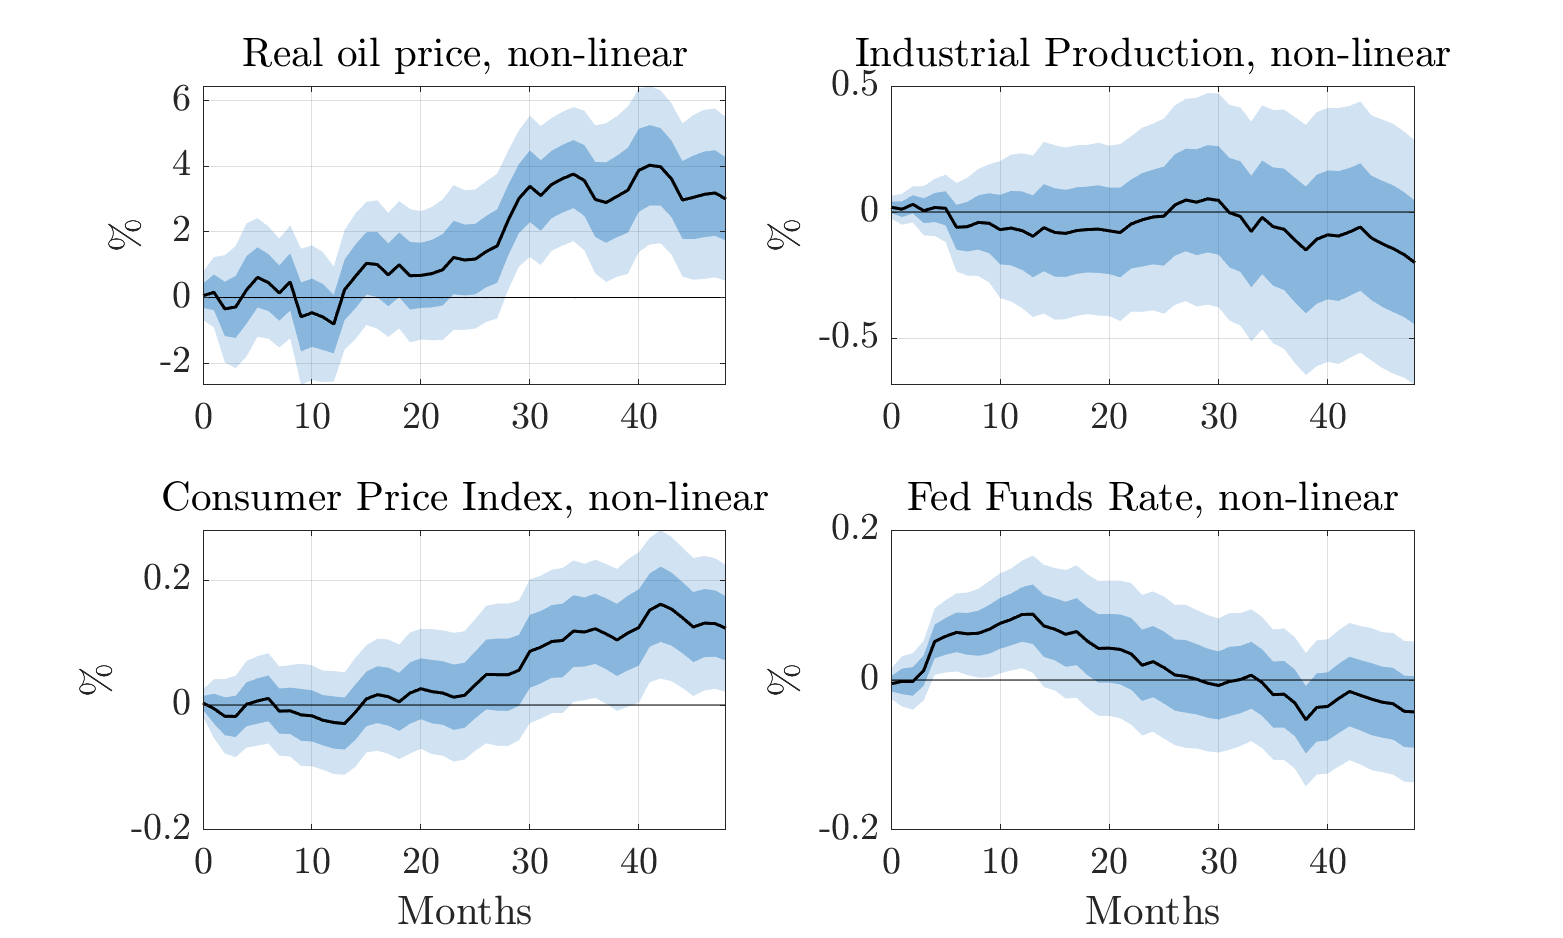 Real oil price, non-linear
%
6
4
2
0
-2
0 10 20 30 40
Industrial Production, non-linear
%
0.5
0
-0.5
0 10 20 30 40
Consumer Price Index, non-linear
%
0.2
0
-0.2
0 10 20 30 40
Months
Fed Funds Rate, non-linear
%
0.2
0
-0.2
0 10 20 30 40
Months